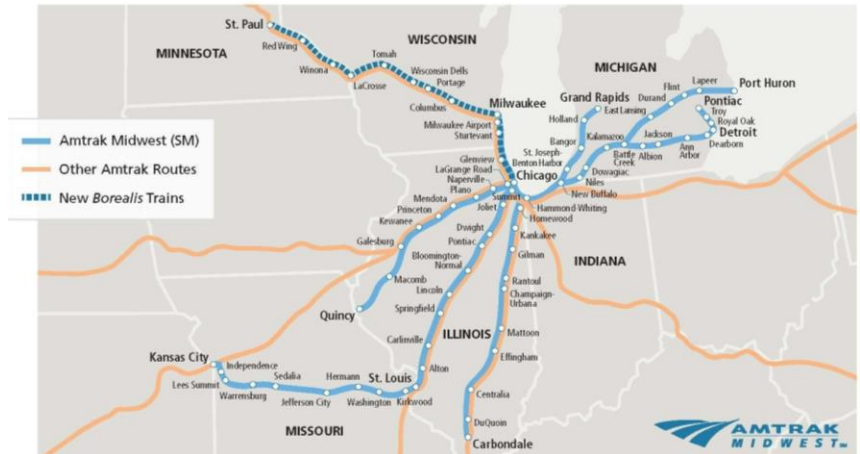 St. Paul
Red Wing
MINNESOTA
Winona
LaCrosse
WISCONSIN
Tomah
Wisconsin Dells
Portage
Columbus
Milwaukee
Milwaukee Airport
Sturtevant
Glenview
LaGrange Road
Naperville
Plano
Chicago
Summit
MICHIGAN
Grand Rapids
Holland
Bangor
St. Joseph-
Benton Harbor
East Lansing
Durand
Flint
Lapeer
Port Huron
Pontiac
Troy
Royal Oak
Detroit
Dearborn
Ann
Arbor
Jackson
Albion
Battle
Creek
Kalamazoo
Dowagiac
Niles
New Buffalo
Hammond-Whiting
Homewood
Amtrak Midwest (SM)
Other Amtrak Routes
New Borealis Trains
Mendota
Princeton
Kewanee
Galesburg
Macomb
Quincy
Joliet
Dwight
Pontiac
Bloomington-
Normal
Lincoln
Springfield
Carlinville
Alton
ILLINOIS
Kankakee
Gilman
Rantoul
Champaign-
Urbana
Mattoon
Effingham
Centralia
DuQuoin
Carbondale
INDIANA
Kansas City
Independence
Lees Summit
Warrensburg
Sedalia
Jefferson City
Hermann
Washington
St. Louis
Kirkwood
MISSOURI
AMTRAK
MIDWEST
SM